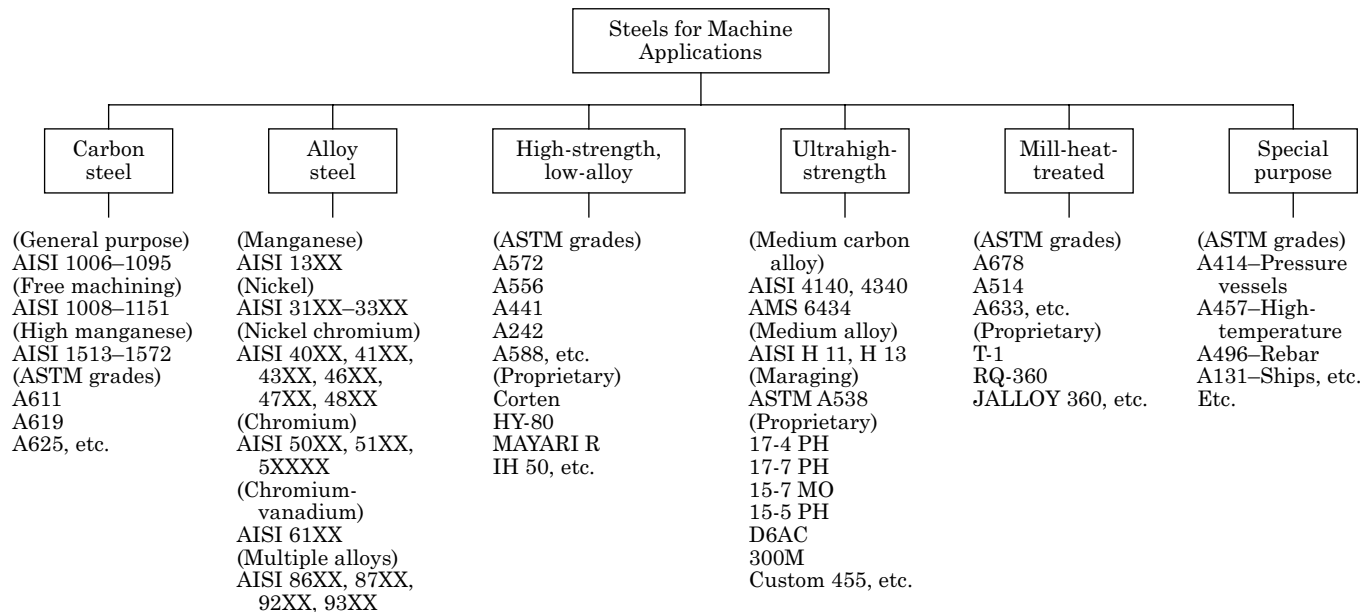 Steels for Machine
Applications
Carbon
steel
Alloy
steel
High-strength,
low-alloy
Ultrahigh-
strength
Mill-heat-
treated
Special
purpose
(General purpose)
AISI 1006–1095
(Free machining)
AISI 1008–1151
(High manganese)
AISI 1513–1572
(ASTM grades)
A611
A619
A625, etc.
(Manganese)
AISI 13XX
(Nickel)
AISI 31XX–33XX
(Nickel chromium)
AISI 40XX, 41XX,
43XX, 46XX,
47XX, 48XX
(Chromium)
AISI 50XX, 51XX,
5XXXX
(Chromium-
vanadium)
AISI 61XX
(Multiple alloys)
AISI 86XX, 87XX,
92XX, 93XX
(ASTM grades)
A572
A556
A441
A242
A588, etc.
(Proprietary)
Corten
HY-80
MAYARI R
IH 50, etc.
(Medium carbon
alloy)
AISI 4140, 4340
AMS 6434
(Medium alloy)
AISI H 11, H 13
(Maraging)
ASTM A538
(Proprietary)
17-4 PH
17-7 PH
15-7 MO
15-5 PH
D6AC
300M
Custom 455, etc.
(ASTM grades)
A678
A514
A633, etc.
(Proprietary)
T-1
RQ-360
JALLOY 360, etc.
(ASTM grades)
A414–Pressure
vessels
A457–High-
temperature
A496–Rebar
A131–Ships, etc.
Etc.